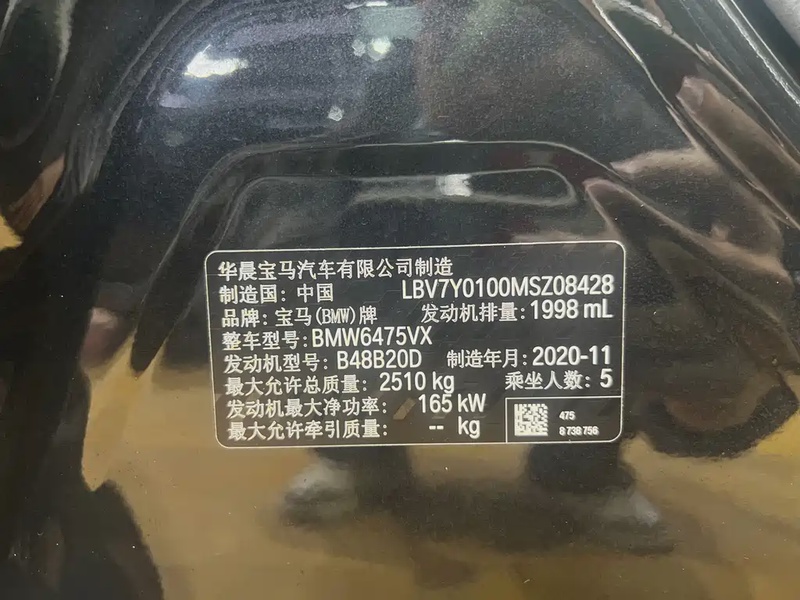 华晨宝马汽车有限公司制造
制造国：中国 LBV7Y0100MSZ08428
品牌：宝马(BMW)牌 发动机排量：1998 mL
整车型号：BMW6475VX
发动机型号：B48B20D 制造年月：2020-11
最大允许总质量：2510 kg 乘坐人数：5
发动机最大净功率：165 kW
最大允许牵引质量：-- kg
475
8 738 756